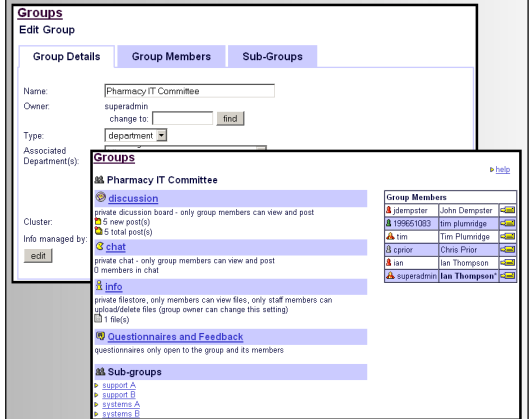 Groups
Edit Group
Group Details Group Members Sub-Groups
Name: Pharmacy IT Committee
Owner: superadmin
change to: find
Type: department
Associated
Department(s):
Cluster:
Info managed by:
edit
Groups
help
Pharmacy IT Committee
discussion
private dicussion board - only group members can view and post
5 new post(s)
5 total post(s)
chat
private chat - only group members can view and post
0 members in chat
info
private filestore, only members can view files, only staff members can
upload/delete files (group owner can change this setting)
1 file(s)
Questionnaires and Feedback
questionnaires only open to the group and its members
Sub-groups
support A
support B
systems A
systems B
Group Members
jdempster John Dempster
199651083 tim plumridge
tim Tim Plumridge
cprior Chris Prior
ian Ian Thompson
superadmin Ian Thompson*